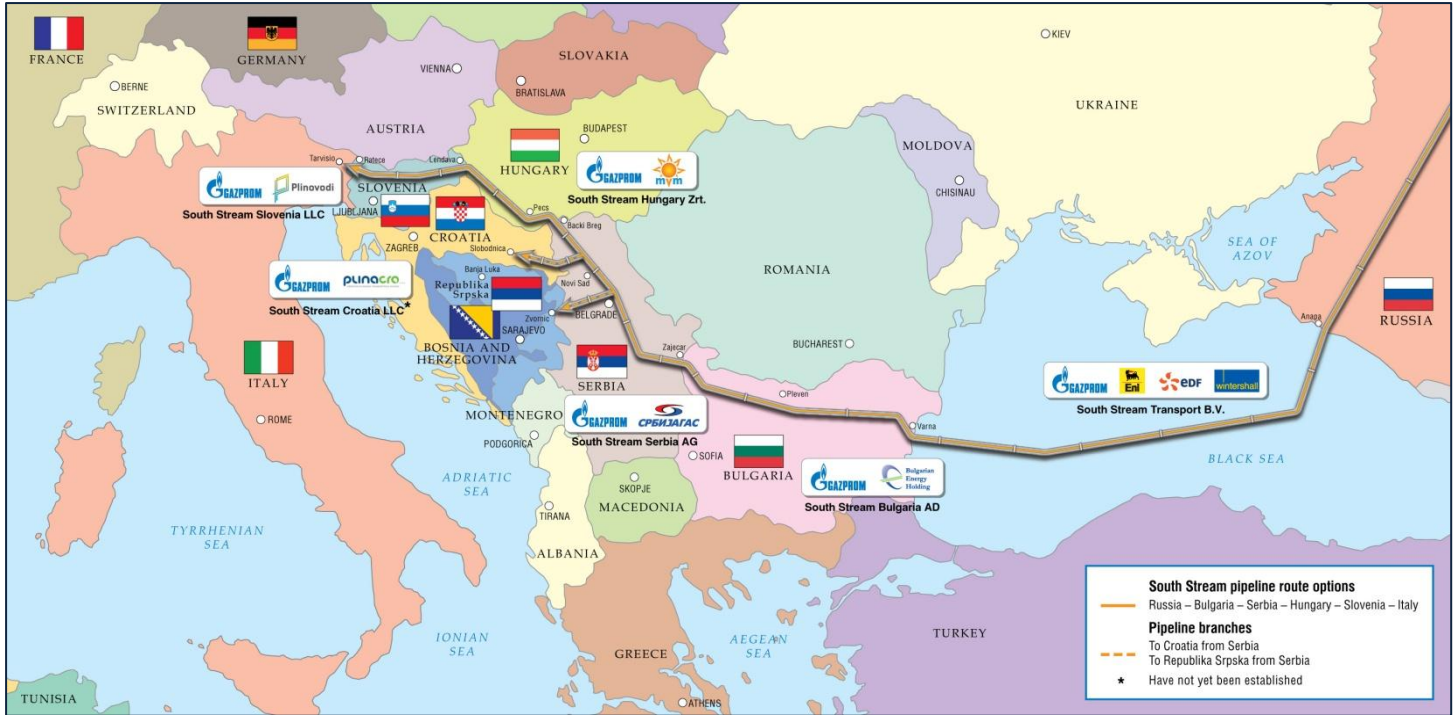 FRANCE
GERMANY
SLOVAKIA
KIEV
VIENNA
BERNE
BRATISLAVA
SWITZERLAND
UKRAINE
AUSTRIA
BUDAPEST
MOLDOVA
HUNGARY
Tarvisio
Ratece
Lendava
GAZPROM
mvm
South Stream Hungary Zrt.
CHISINAU
GAZPROM
Plinovodi
South Stream Slovenia LLC
SLOVENIA
LJUBLJANA
Pecs
Backi Breg
CROATIA
ZAGREB
Slobodnica
SEA OF
AZOV
ROMANIA
GAZPROM
PLINACRO
South Stream Croatia LLC*
Banja Luka
Republika
Srpska
Novi Sad
Zvornic
BELGRADE
SARAJEVO
BOSNIA AND
HERZEGOVINA
Anapa
RUSSIA
BUCHAREST
Zajecar
ITALY
SERBIA
Pleven
GAZPROM
Eni
eDF
wintershall
South Stream Transport B.V.
ROME
MONTENEGRO
GAZPROM
СРБИЈАГАС
South Stream Serbia AG
Varna
PODGORICA
SOFIA
BULGARIA
BLACK SEA
ADRIATIC
SEA
SKOPJE
MACEDONIA
GAZPROM
Bulgarian
Energy
Holding
South Stream Bulgaria AD
TIRANA
TYRRHENIAN
SEA
ALBANIA
South Stream pipeline route options
Russia – Bulgaria – Serbia – Hungary – Slovenia – Italy
Pipeline branches
To Croatia from Serbia
To Republika Srpska from Serbia
* Have not yet been established
IONIAN
SEA
AEGEAN
SEA
TURKEY
GREECE
TUNISIA
ATHENS